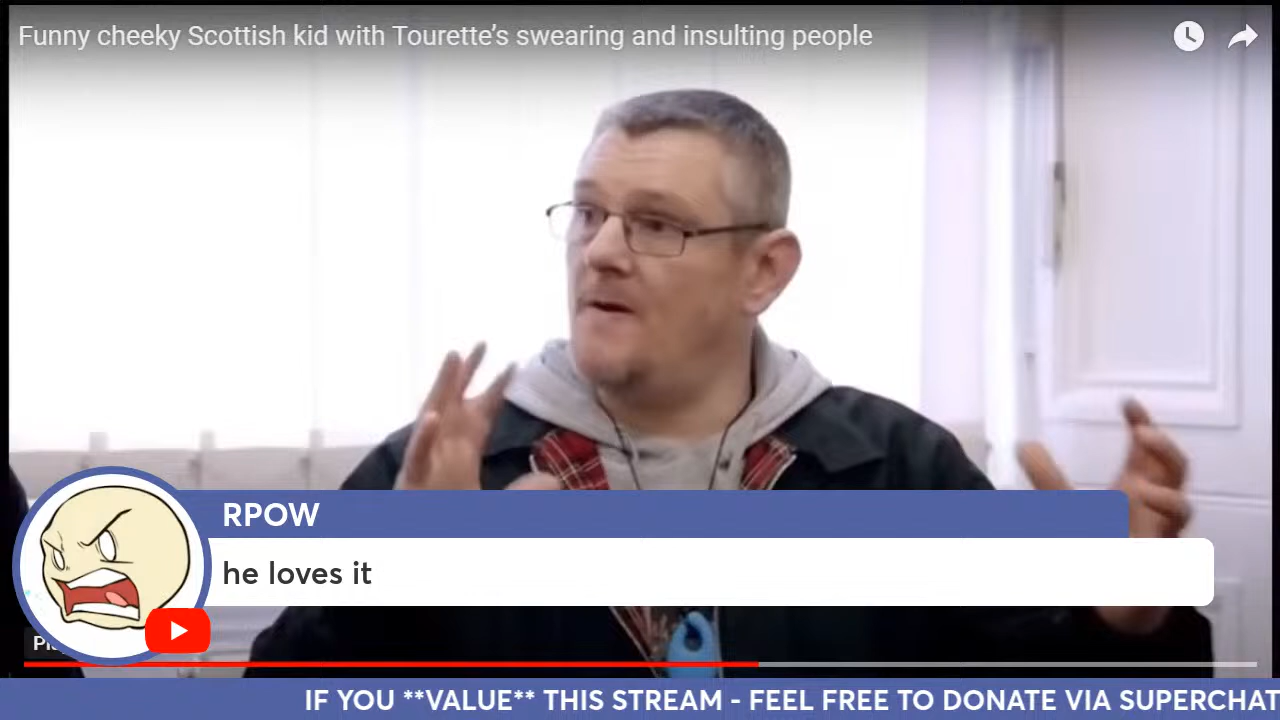 Funny cheeky Scottish kid with Tourette’s swearing and insulting people
RPOW
he loves it
IF YOU **VALUE** THIS STREAM - FEEL FREE TO DONATE VIA SUPERCHAT